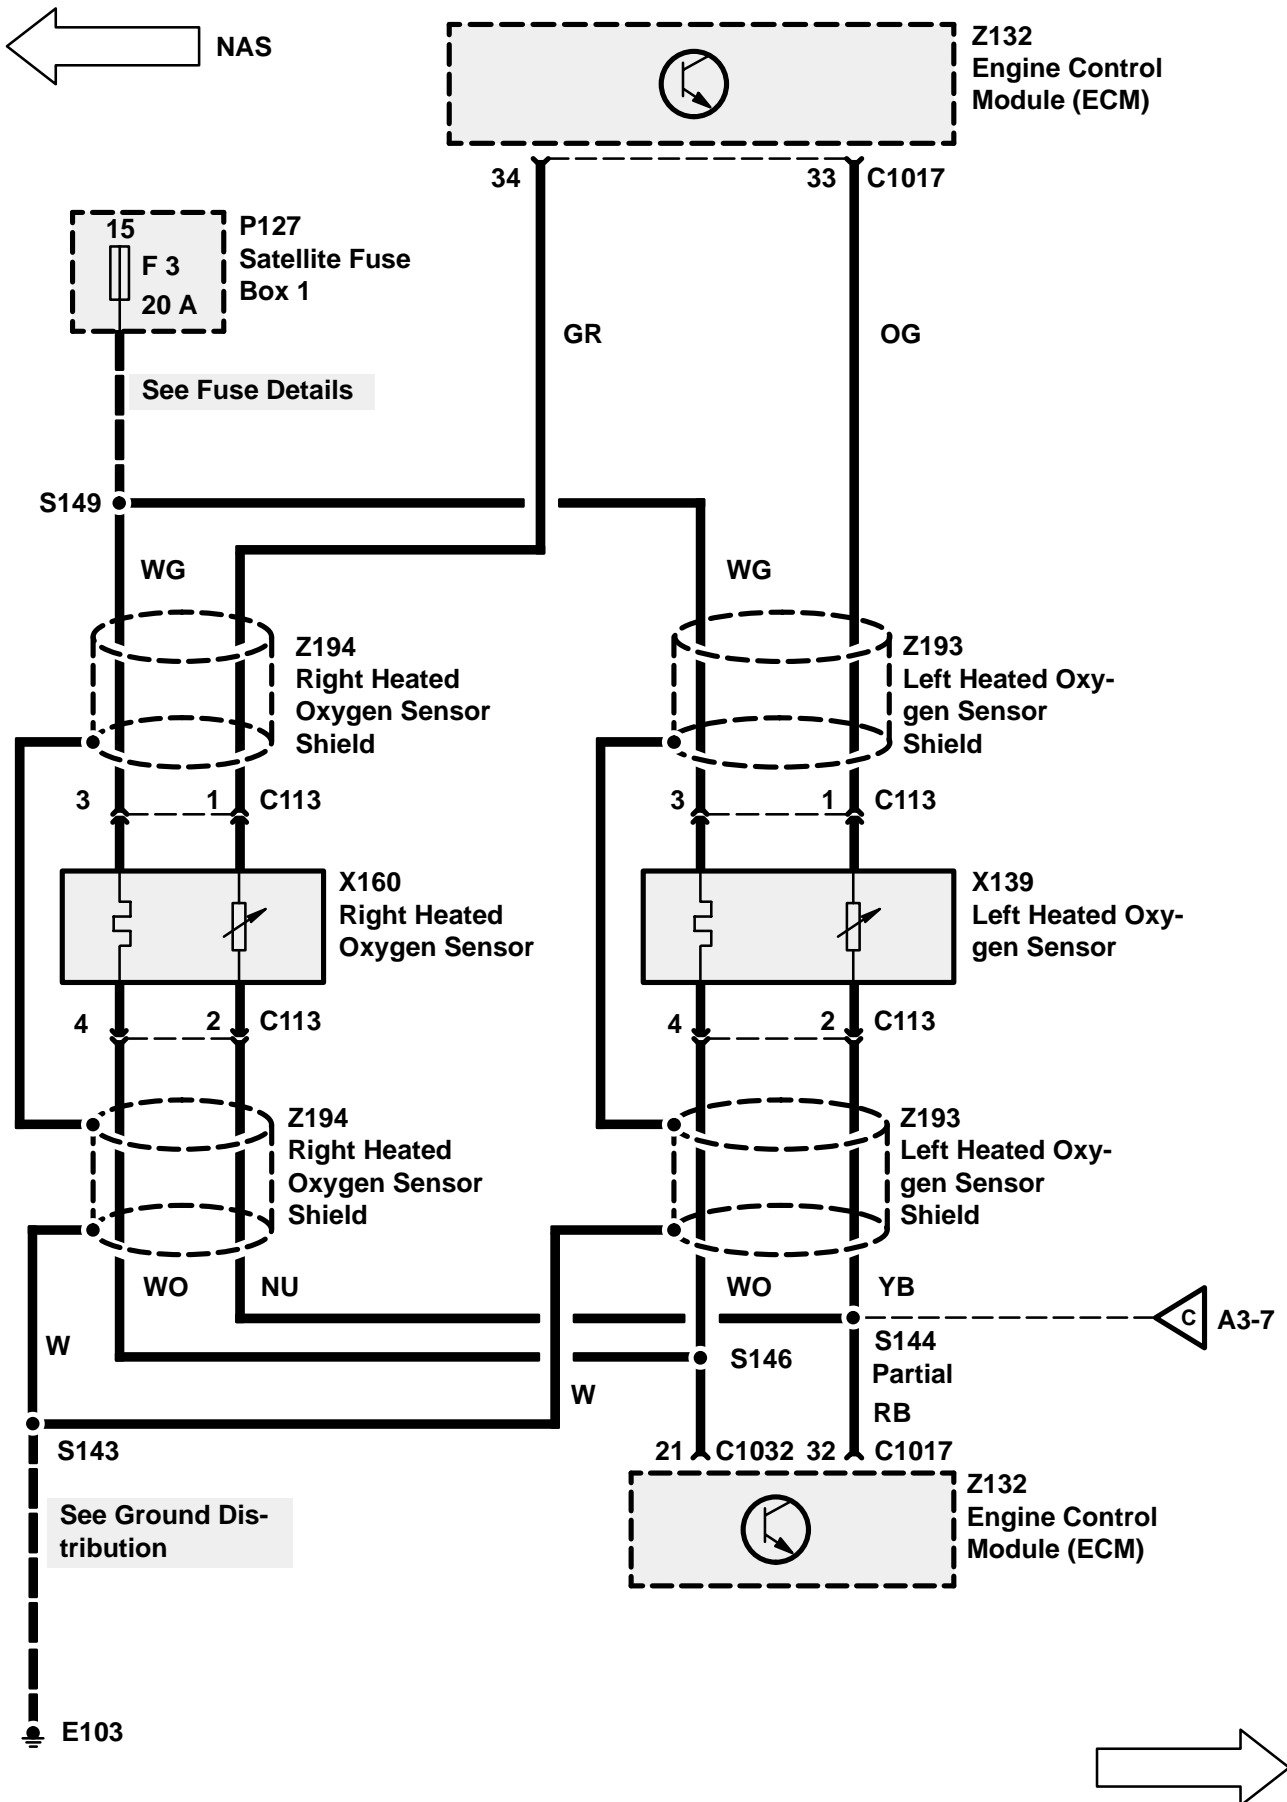 NAS
Z132
Engine Control
Module (ECM)
34
33
C1017
15
F 3
20 A
P127
Satellite Fuse
Box 1
GR
OG
See Fuse Details
S149
WG
WG
Z194
Right Heated
Oxygen Sensor
Shield
Z193
Left Heated Oxy-
gen Sensor
Shield
3
1
C113
3
1
C113
X160
Right Heated
Oxygen Sensor
X139
Left Heated Oxy-
gen Sensor
4
2
C113
4
2
C113
Z194
Right Heated
Oxygen Sensor
Shield
Z193
Left Heated Oxy-
gen Sensor
Shield
WO
NU
WO
YB
C
A3-7
W
S146
S144
Partial
W
RB
S143
21
C1032
32
C1017
See Ground Dis-
tribution
Z132
Engine Control
Module (ECM)
E103